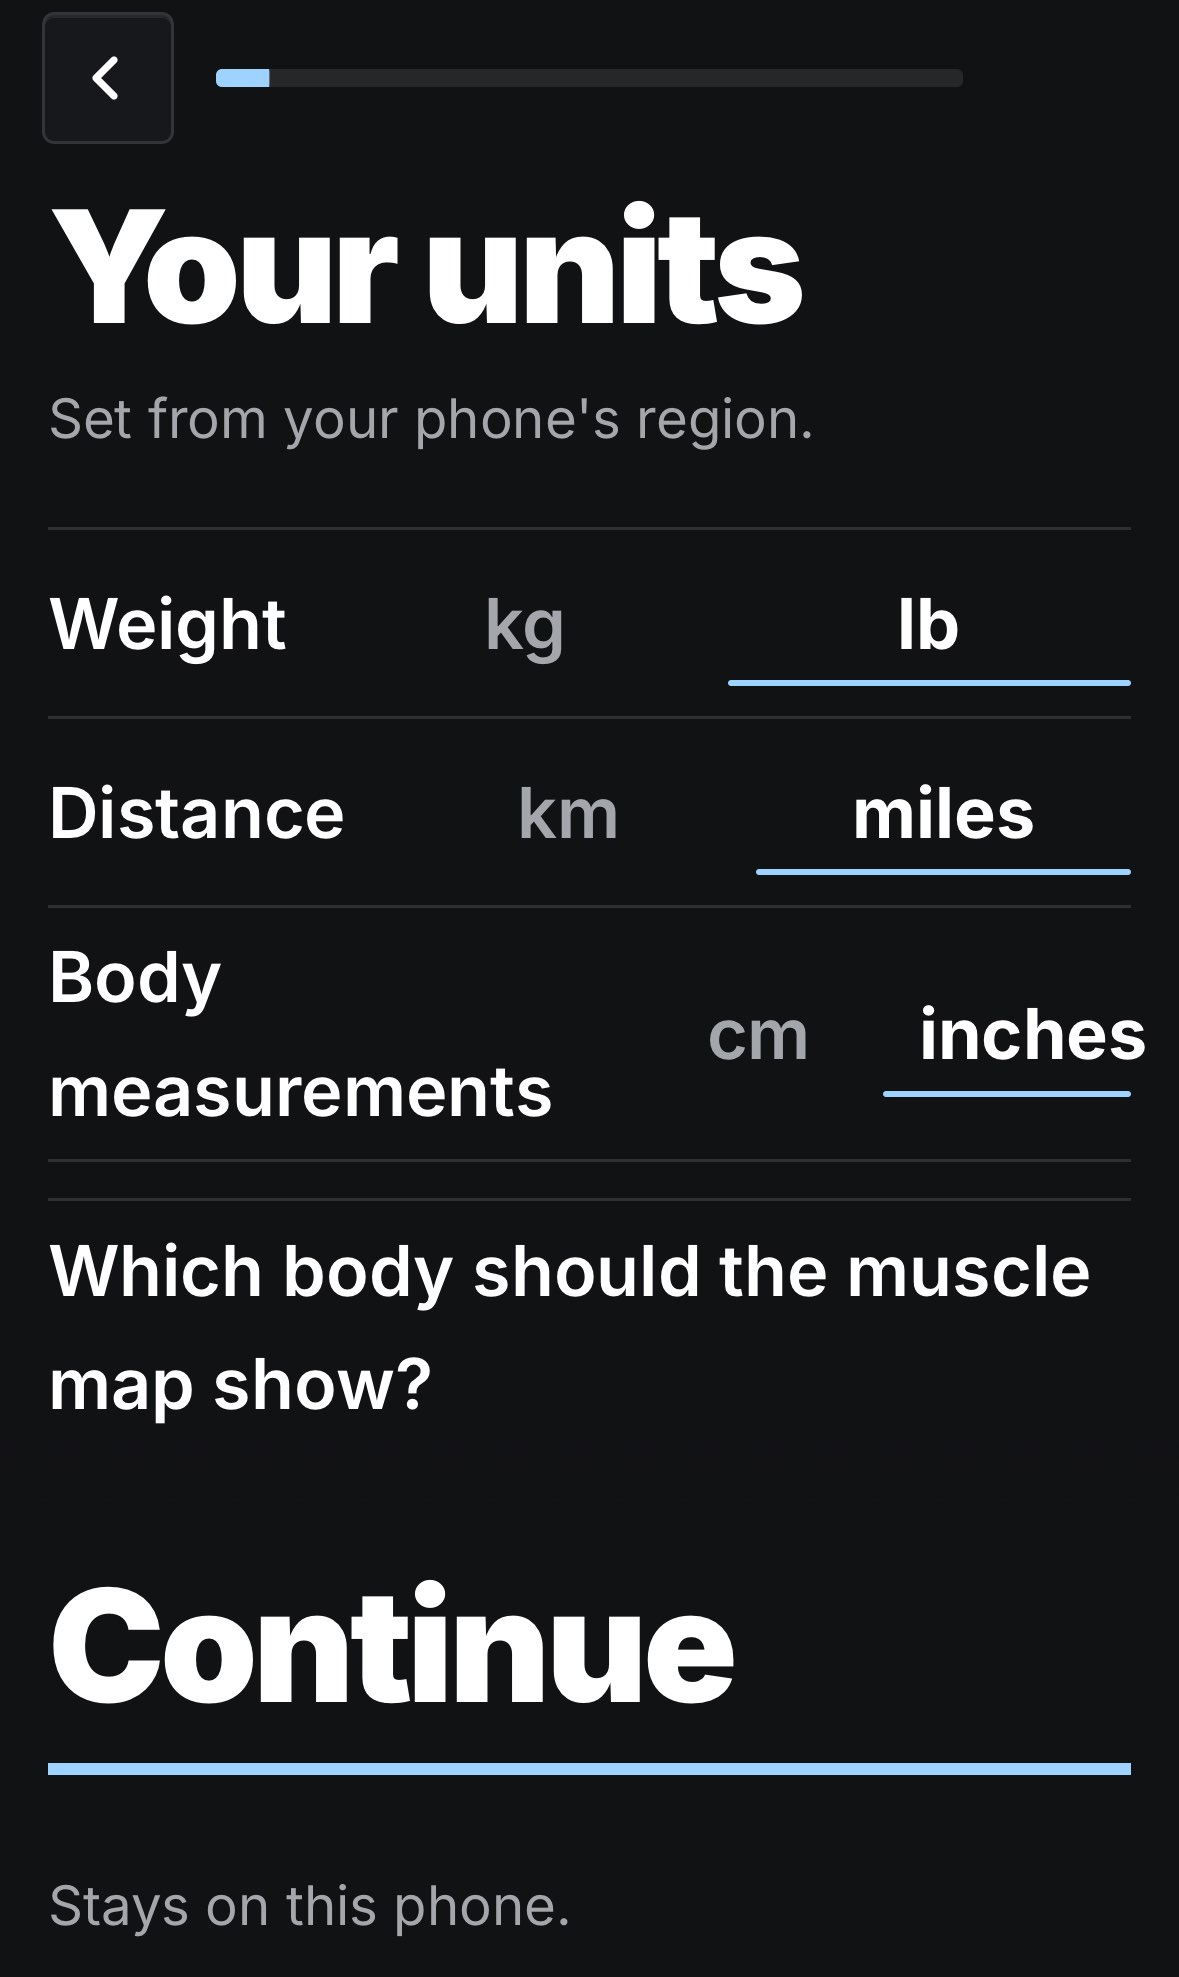 Your units
Set from your phone's region.
Weight kg lb
Distance km miles
Body
measurements cm inches
Which body should the muscle
map show?
Continue
Stays on this phone.